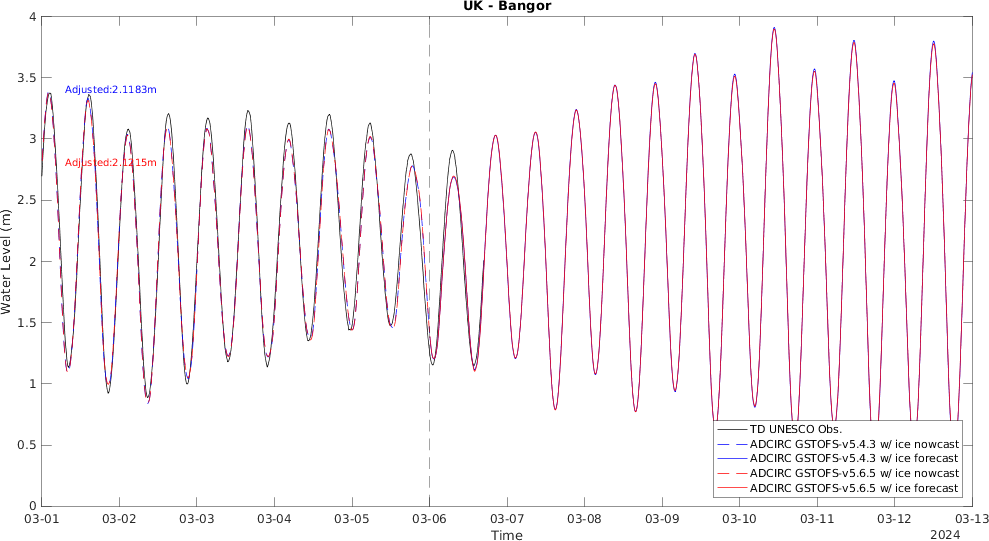 UK - Bangor
4
3.5
3
2.5
2
1.5
1
0.5
0
Water Level (m)
Adjusted:2.1183m
Adjusted:2.1215m
TD UNESCO Obs.
ADCIRC GSTOFS-v5.4.3 w/ ice nowcast
ADCIRC GSTOFS-v5.4.3 w/ ice forecast
ADCIRC GSTOFS-v5.6.5 w/ ice nowcast
ADCIRC GSTOFS-v5.6.5 w/ ice forecast
03-01 03-02 03-03 03-04 03-05 03-06 03-07 03-08 03-09 03-10 03-11 03-12 03-13
Time
2024